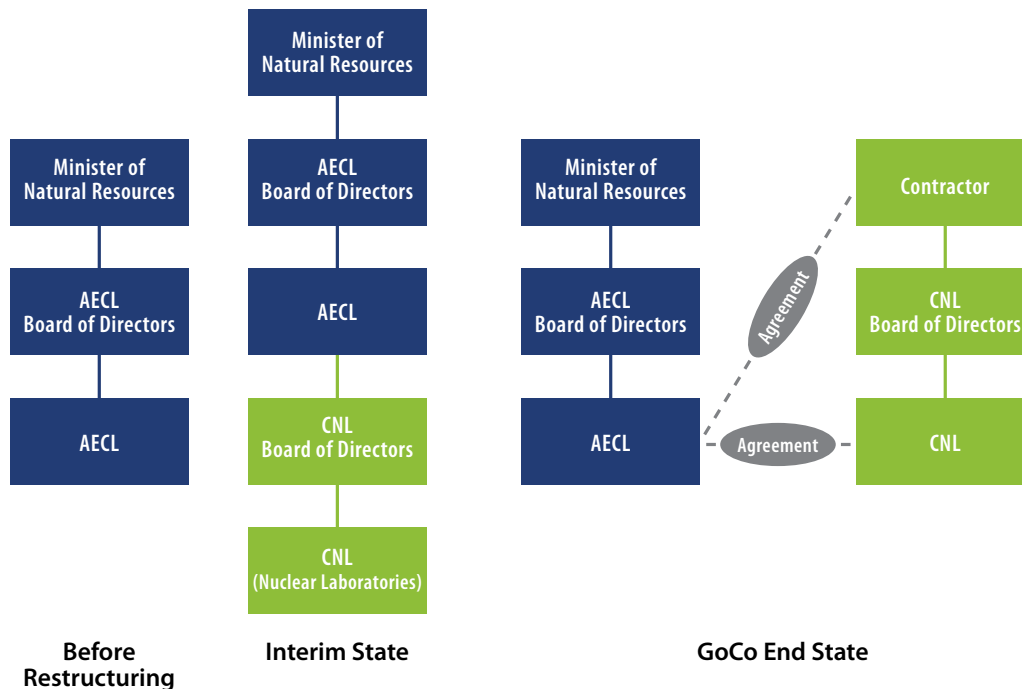 Minister of
Natural Resources
AECL
Board of Directors
AECL
Before
Restructuring
Minister of
Natural Resources
AECL
Board of Directors
AECL
CNL
Board of Directors
CNL
(Nuclear Laboratories)
Interim State
Minister of
Natural Resources
AECL
Board of Directors
AECL
Agreement
Agreement
Contractor
CNL
Board of Directors
CNL
GoCo End State